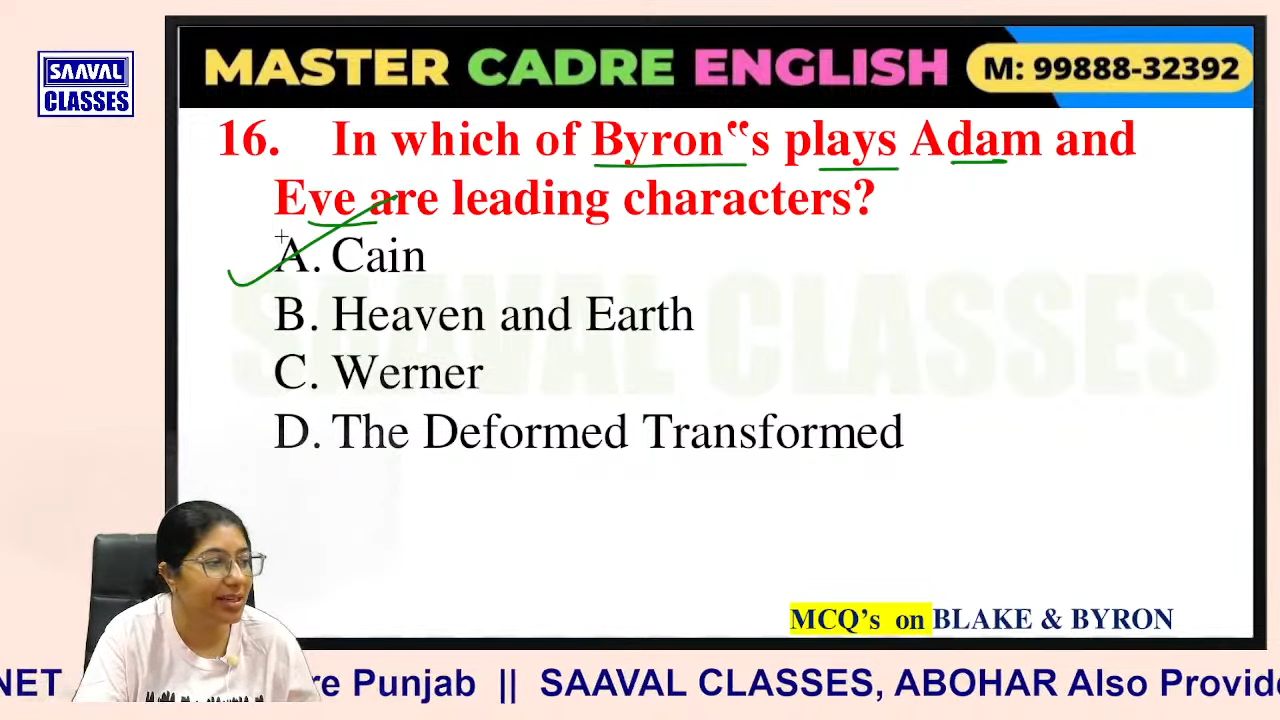 SAAVAL
CLASSES
MASTER CADRE ENGLISH
M: 99888-32392
16. In which of Byron‟s plays Adam and
Eve are leading characters?
A. Cain
B. Heaven and Earth
C. Werner
D. The Deformed Transformed
SAAVAL CLASSES
MCQ’s on BLAKE & BYRON
NET re Punjab || SAAVAL CLASSES, ABOHAR Also Provide